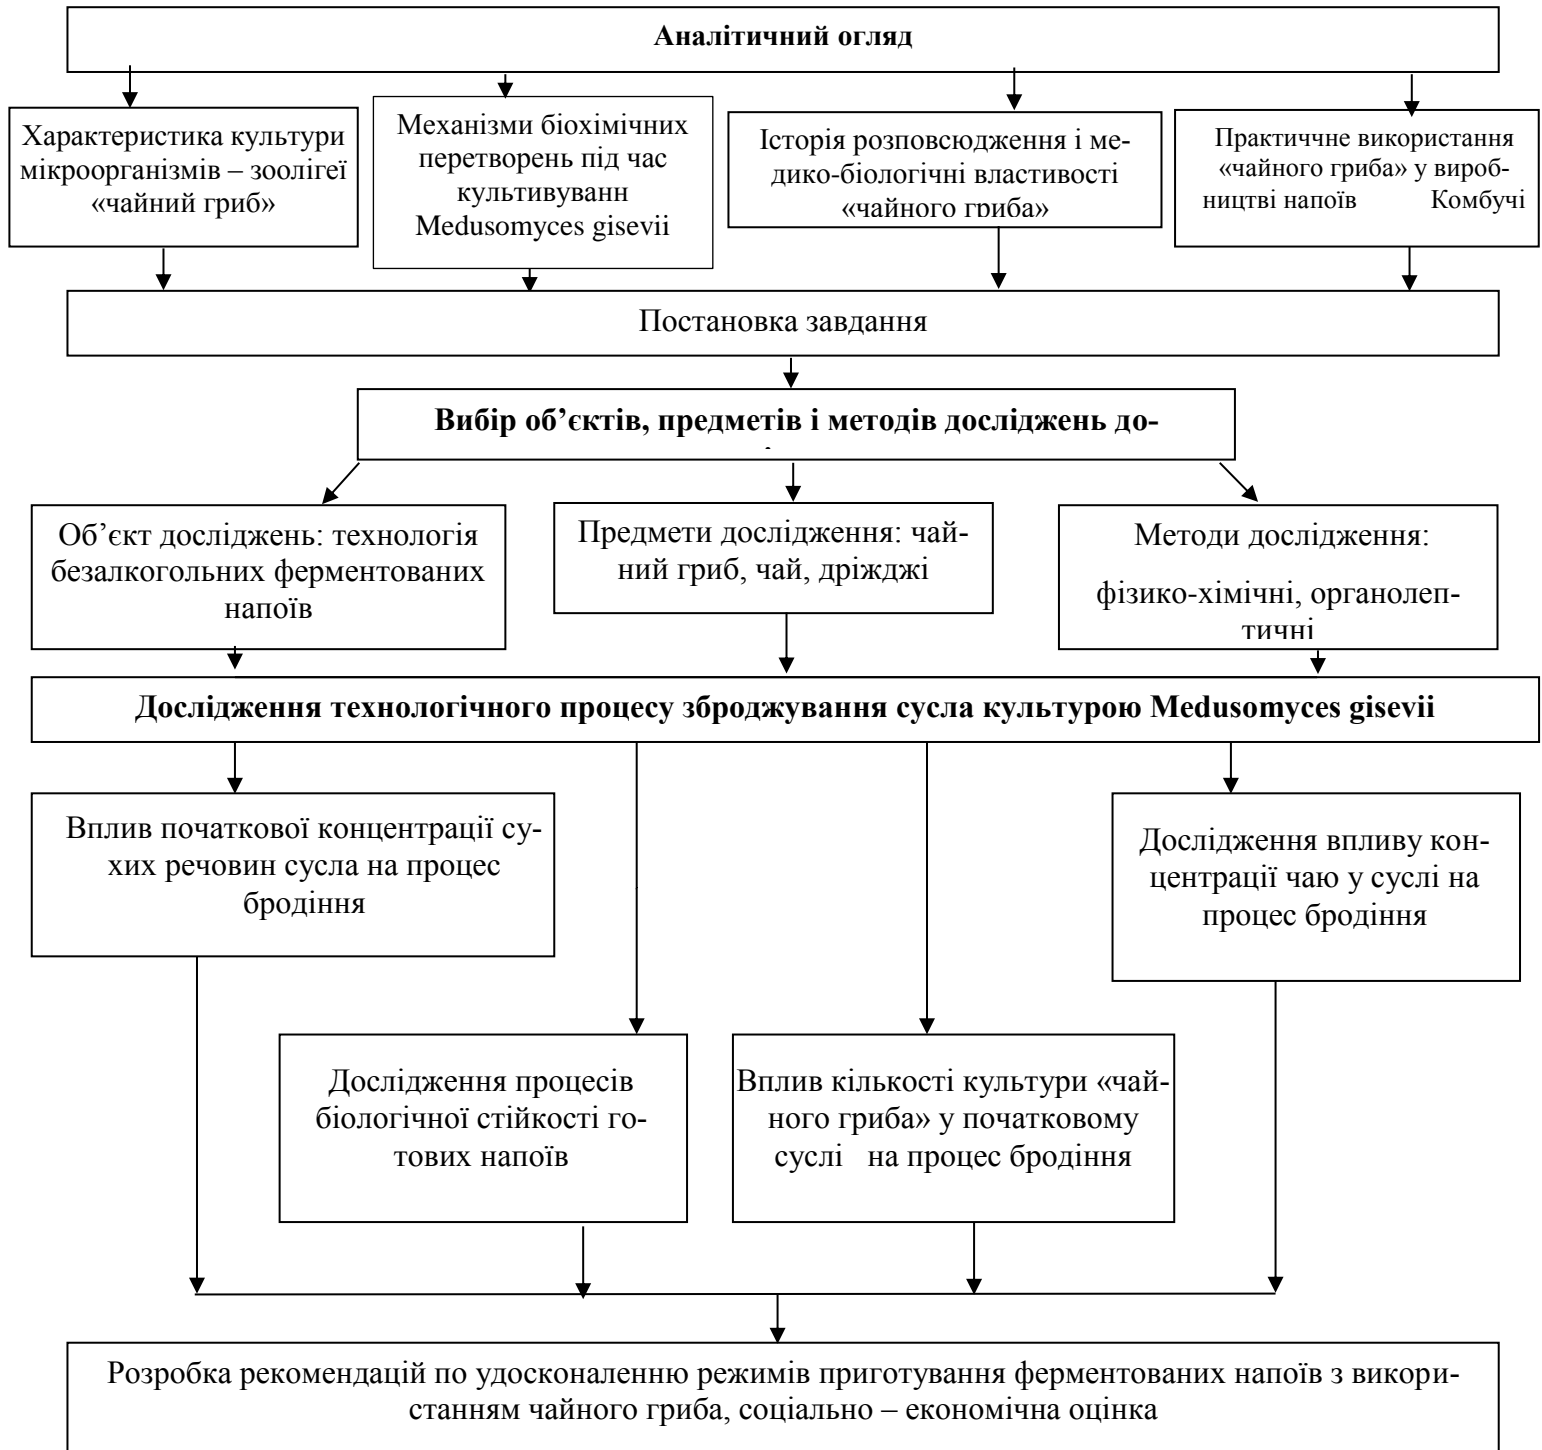 Аналітичний огляд
Характеристика культури
мікроорганізмів – зоолігеї
«чайний гриб»
Механізми біохімічних
перетворень під час
культивуванн
Medusomyces gisevii
Історія розповсюдження і ме-
дико-біологічні властивості
«чайного гриба»
Практиччне використання
«чайного гриба» у вироб-
ництві напоїв Комбучі
Постановка завдання
Вибір об’єктів, предметів і методів досліджень до-
Об’єкт досліджень: технологія
безалкогольних ферментованих
напоїв
Предмети дослідження: чай-
ний гриб, чай, дріжджі
Методи дослідження:
фізико-хімічні, органолеп-
тичні
Дослідження технологічного процесу зброджування сусла культурою Medusomyces gisevii
Вплив початкової концентрації су-
хих речовин сусла на процес
бродіння
Дослідження впливу кон-
центрації чаю у суслі на
процес бродіння
Дослідження процесів
біологічної стійкості го-
тових напоїв
Вплив кількості культури «чай-
ного гриба» у початковому
суслі на процес бродіння
Розробка рекомендацій по удосконаленню режимів приготування ферментованих напоїв з викори-
станням чайного гриба, соціально – економічна оцінка